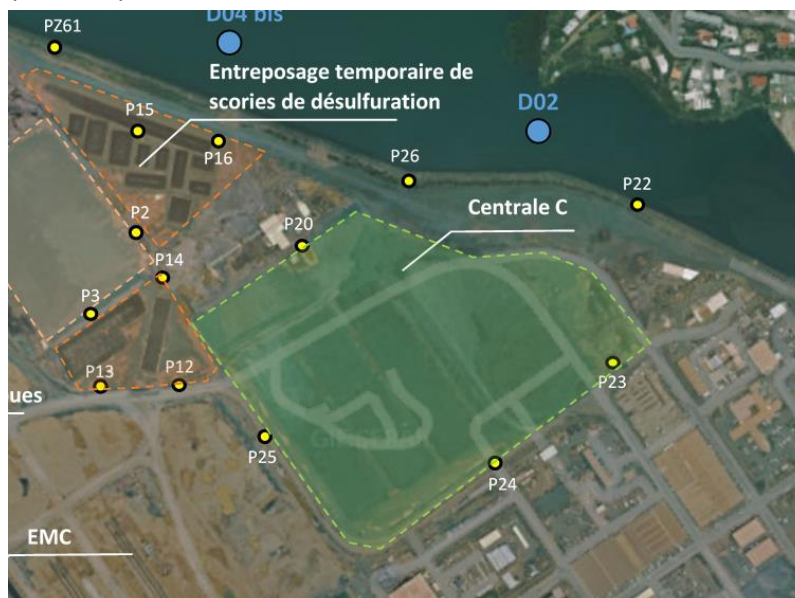 D04 bis
PZ61
Entreposage temporaire de
scories de désulfuration
P15
D02
P16
P26
P22
Centrale C
P2
P20
P14
P3
P23
P13
P12
ues
P25
P24
EMC